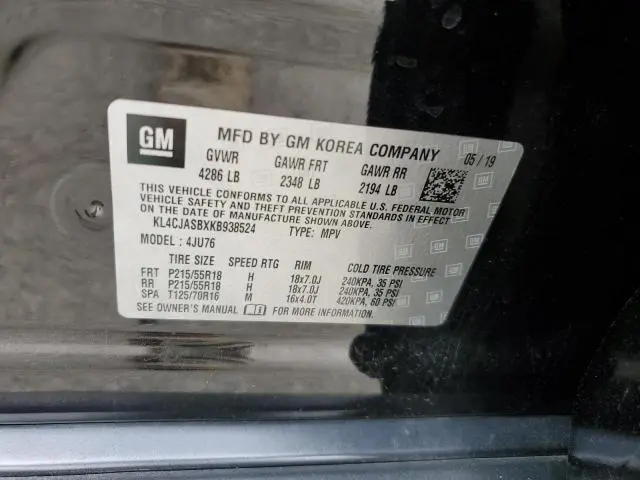 GM
MFD BY GM KOREA COMPANY 05 / 19
GVWR GAWR FRT GAWR RR
4286 LB 2348 LB 2194 LB
THIS VEHICLE CONFORMS TO ALL APPLICABLE U.S. FEDERAL MOTOR
VEHICLE SAFETY AND THEFT PREVENTION STANDARDS IN EFFECT ON THE
DATE OF MANUFACTURE SHOWN ABOVE.
KL4CJASBXKB938524 TYPE: MPV
MODEL : 4JU76
TIRE SIZE SPEED RTG RIM COLD TIRE PRESSURE
FRT P215/55R18 H 18x7.0J 240KPA, 35 PSI
RR P215/55R18 H 18x7.0J 240KPA, 35 PSI
SPA T125/70R16 M 16x4.0T 420KPA, 60 PSI
SEE OWNER'S MANUAL FOR MORE INFORMATION.